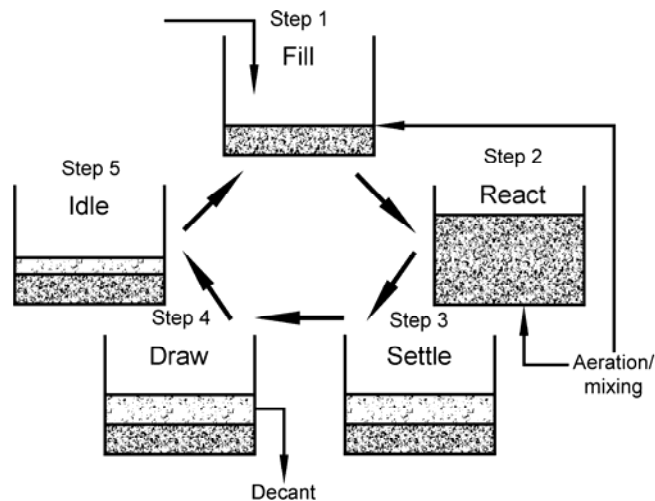 Step 1
Fill
Step 2
React
Step 5
Idle
Step 4
Draw
Step 3
Settle
Aeration/
mixing
Decant